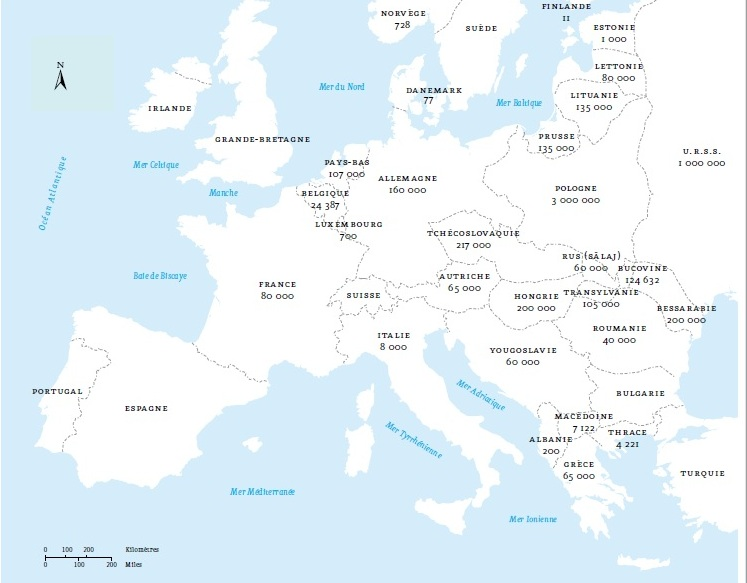 FINLANDE
II
NORVÈGE
728
SUÈDE
ESTONIE
1 000
LETTONIE
80 000
N
DANEMARK
77
Mer du Nord
Mer Baltique
LITUANIE
135 000
IRLANDE
GRANDE-BRETAGNE
PRUSSE
135 000
U.R.S.S.
1 000 000
Mer Celtique
PAYS-BAS
107 000
ALLEMAGNE
160 000
Océan Atlantique
Manche
BELGIQUE
24 387
POLOGNE
3 000 000
LUXEMBOURG
700
TCHÉCOSLOVAQUIE
217 000
RUS (SĂLAJ)
60 000
BUCOVINE
124 632
Baie de Biscaye
AUTRICHE
65 000
FRANCE
80 000
SUISSE
HONGRIE
200 000
TRANSYLVANIE
105 000
BESSARABIE
200 000
ITALIE
8 000
ROUMANIE
40 000
YOUGOSLAVIE
60 000
PORTUGAL
ESPAGNE
Mer Adriatique
BULGARIE
MACÉDOINE
7 122
Mer Tyrrhénienne
ALBANIE
200
THRACE
4 221
GRÈCE
65 000
TURQUIE
Mer Méditerranée
Mer Ionienne
0 100 200 Kilomètres
0 100 200 Miles